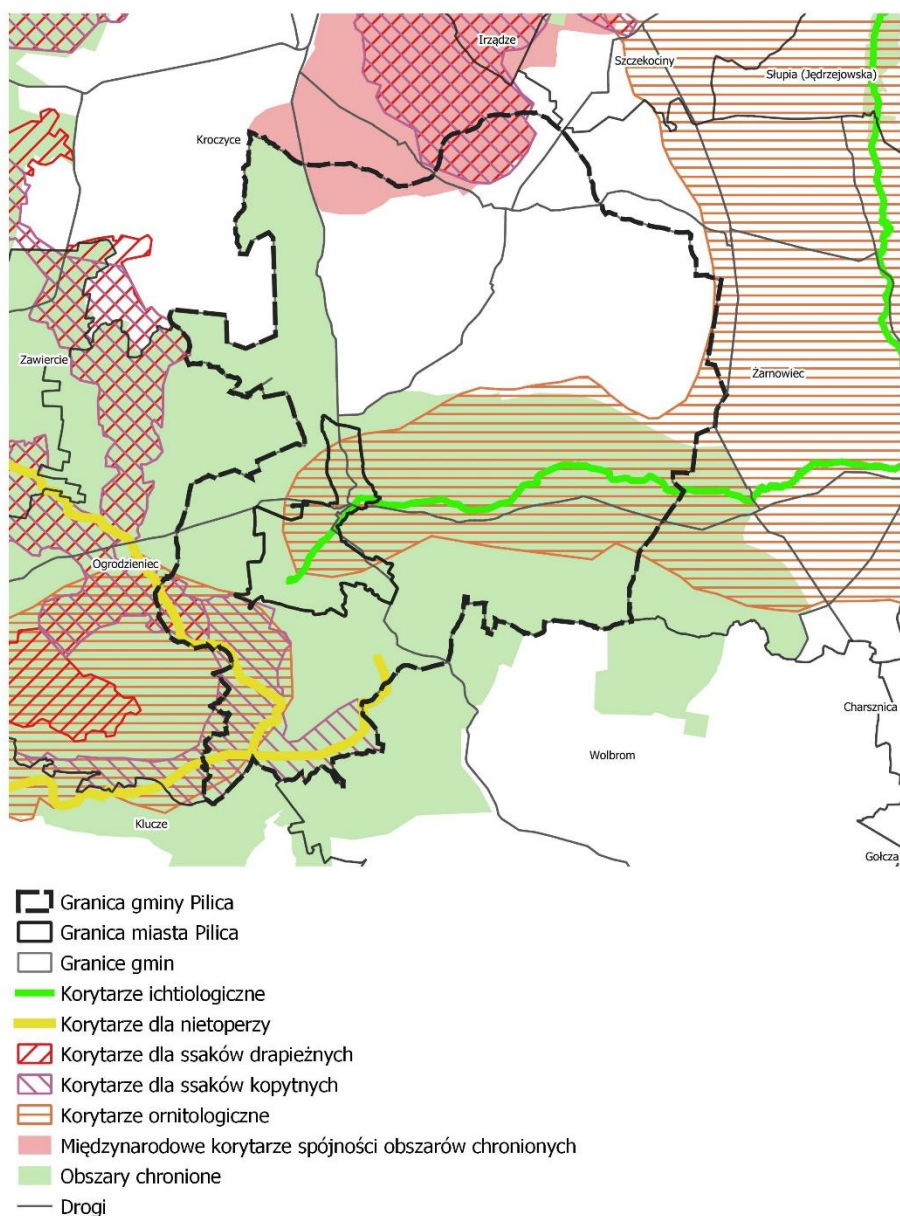 Irządze
Szczekociny
Słupia (Jędrzejowska)
Kroczyce
Zawiercie
Żarnowiec
Ogrodzieniec
Charsznica
Wolbrom
Klucze
Gołcza
Granica gminy Pilica
Granica miasta Pilica
Granice gmin
Korytarze ichtiologiczne
Korytarze dla nietoperzy
Korytarze dla ssaków drapieżnych
Korytarze dla ssaków kopytnych
Korytarze ornitologiczne
Międzynarodowe korytarze spójności obszarów chronionych
Obszary chronione
Drogi